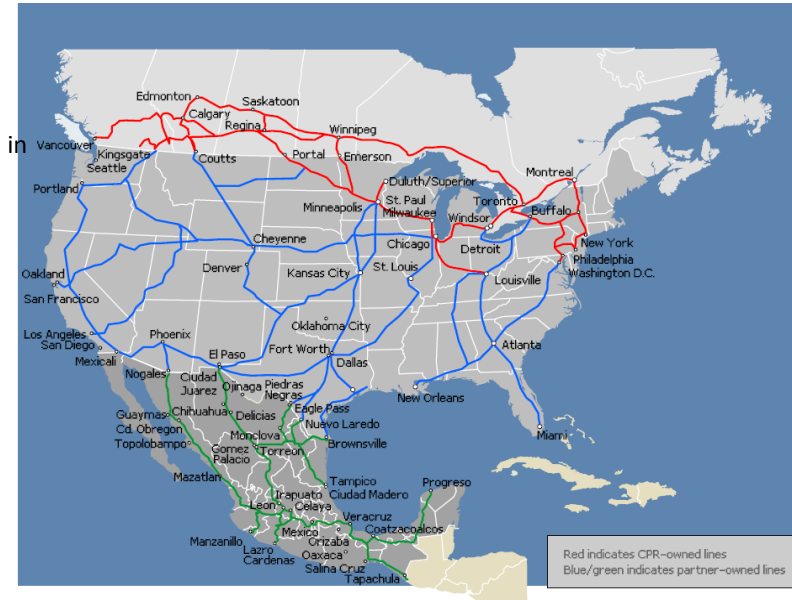 Edmonton
Saskatoon
Calgary
Regina
Winnipeg
in
Vancouver
Kingsgate
Seattle
Coutts
Portal
Emerson
Montreal
Portland
Duluth/Superior
Minneapolis
St. Paul
Milwaukee
Toronto
Windsor
Buffalo
Cheyenne
Chicago
Detroit
New York
Philadelphia
Washington D.C.
Oakland
San Francisco
Denver
Kansas City
St. Louis
Louisville
Los Angeles
San Diego
Mexicali
Phoenix
Oklahoma City
Fort Worth
Dallas
Atlanta
El Paso
Nogales
Ciudad
Juarez
Ojinaga
Piedras
Negras
Eagle Pass
New Orleans
Miami
Guaymas
Cd. Obregon
Topolobampo
Chihuahua
Delicias
Nuevo Laredo
Monclova
Brownsville
Gomez
Palacio
Torreon
Mazatlan
Tampico
Ciudad Madero
Progreso
Irapuato
Leon
Celaya
Veracruz
Coatzacoalcos
Manzanillo
Lazro
Cardenas
Mexico
Orizaba
Oaxaca
Salina Cruz
Tapachula
Red indicates CPR-owned lines
Blue/green indicates partner-owned lines